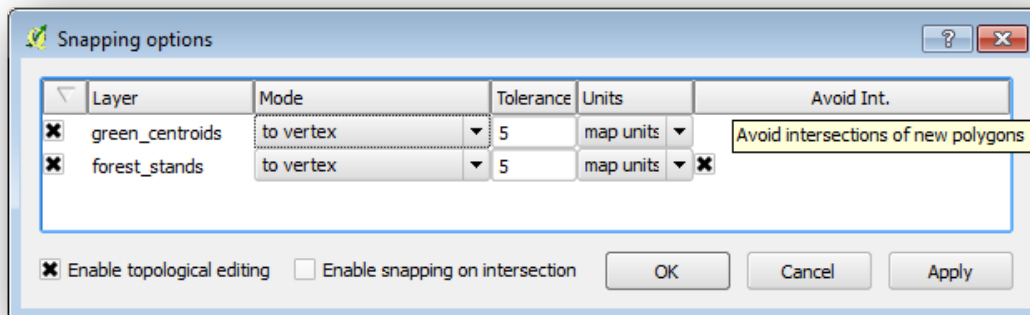 Snapping options
Layer Mode Tolerance Units Avoid Int.
green_centroids to vertex 5 map units Avoid intersections of new polygons
forest_stands to vertex 5 map units
Enable topological editing Enable snapping on intersection OK Cancel Apply